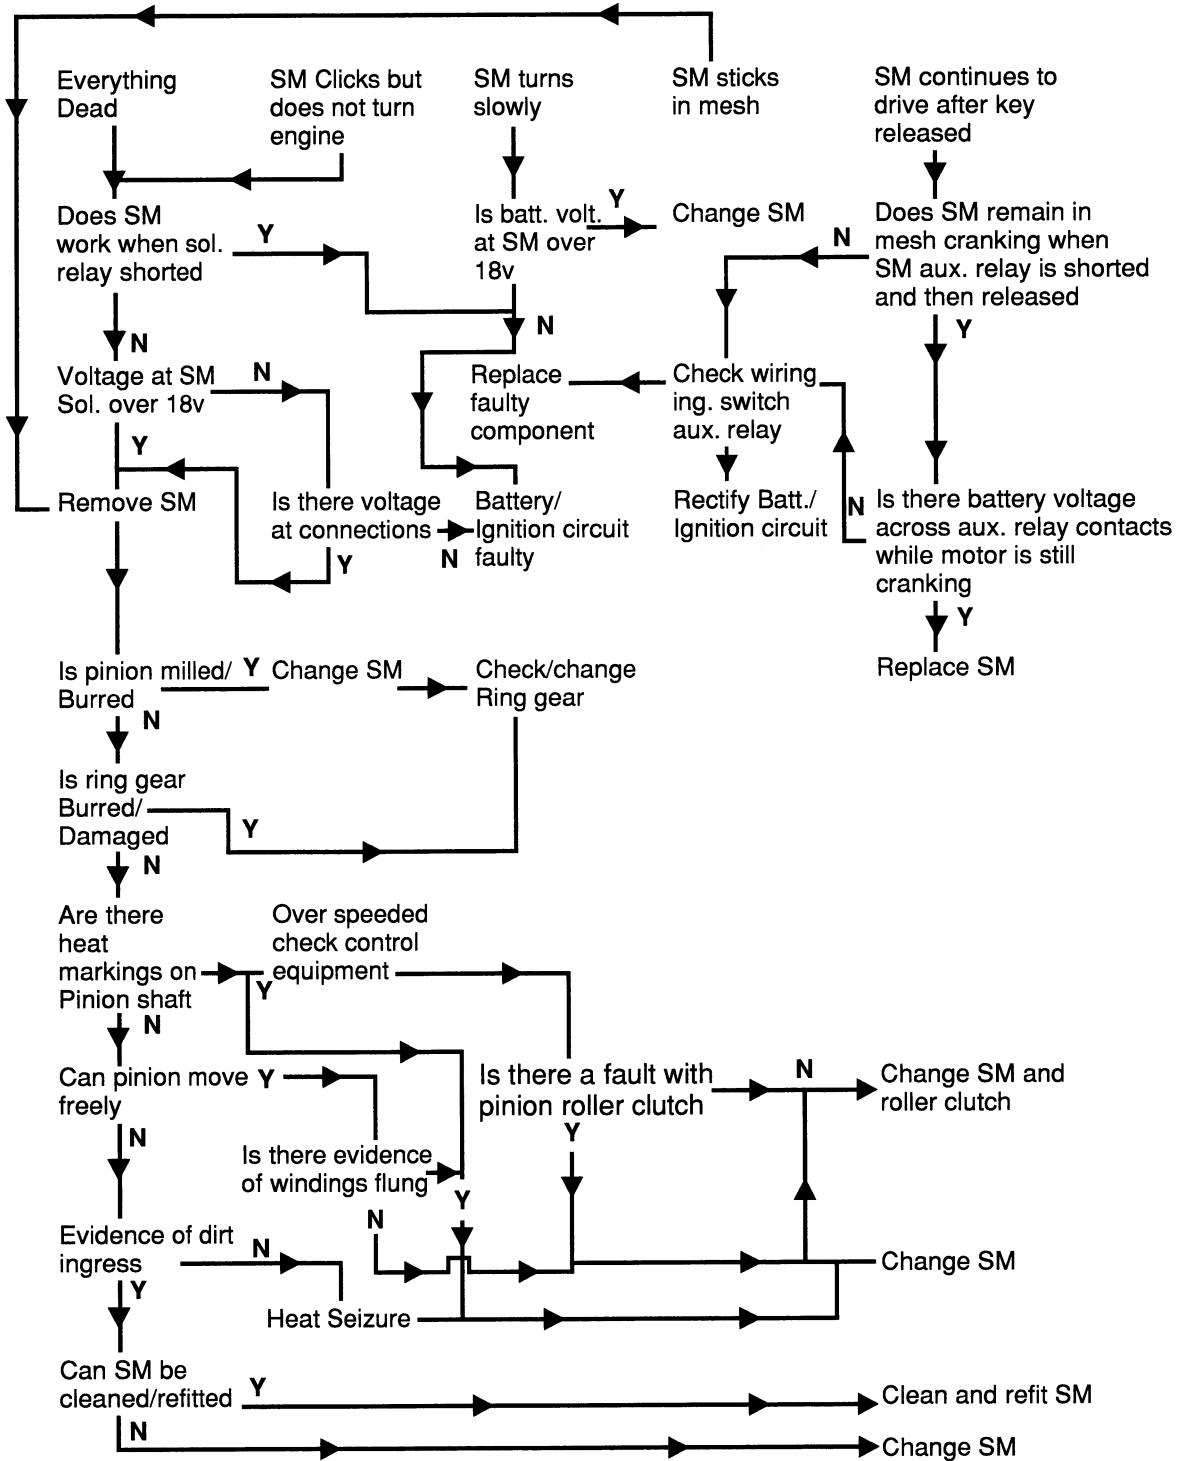 Everything
Dead
SM Clicks but
does not turn
engine
SM turns
slowly
SM sticks
in mesh
SM continues to
drive after key
released
Does SM
work when sol.
relay shorted
Y
Is batt. volt.
at SM over
18v
Y
Change SM
Does SM remain in
mesh cranking when
SM aux. relay is shorted
and then released
N
Y
N
N
Voltage at SM
Sol. over 18v
N
Y
Replace
faulty
component
Check wiring
ing. switch
aux. relay
Remove SM
Is there voltage
at connections
N
Y
Battery/
Ignition circuit
faulty
Rectify Batt./
Ignition circuit
N
Is there battery voltage
across aux. relay contacts
while motor is still
cranking
Y
Replace SM
Is pinion milled/
Burred
Y
Change SM
Check/change
Ring gear
N
Is ring gear
Burred/
Damaged
Y
N
Are there
heat
markings on
Pinion shaft
Y
Over speeded
check control
equipment
N
Can pinion move
freely
Y
Is there a fault with
pinion roller clutch
N
Change SM and
roller clutch
Y
N
Is there evidence
of windings flung
Y
N
Evidence of dirt
ingress
N
Change SM
Y
Heat Seizure
Can SM be
cleaned/refitted
Y
Clean and refit SM
N
Change SM